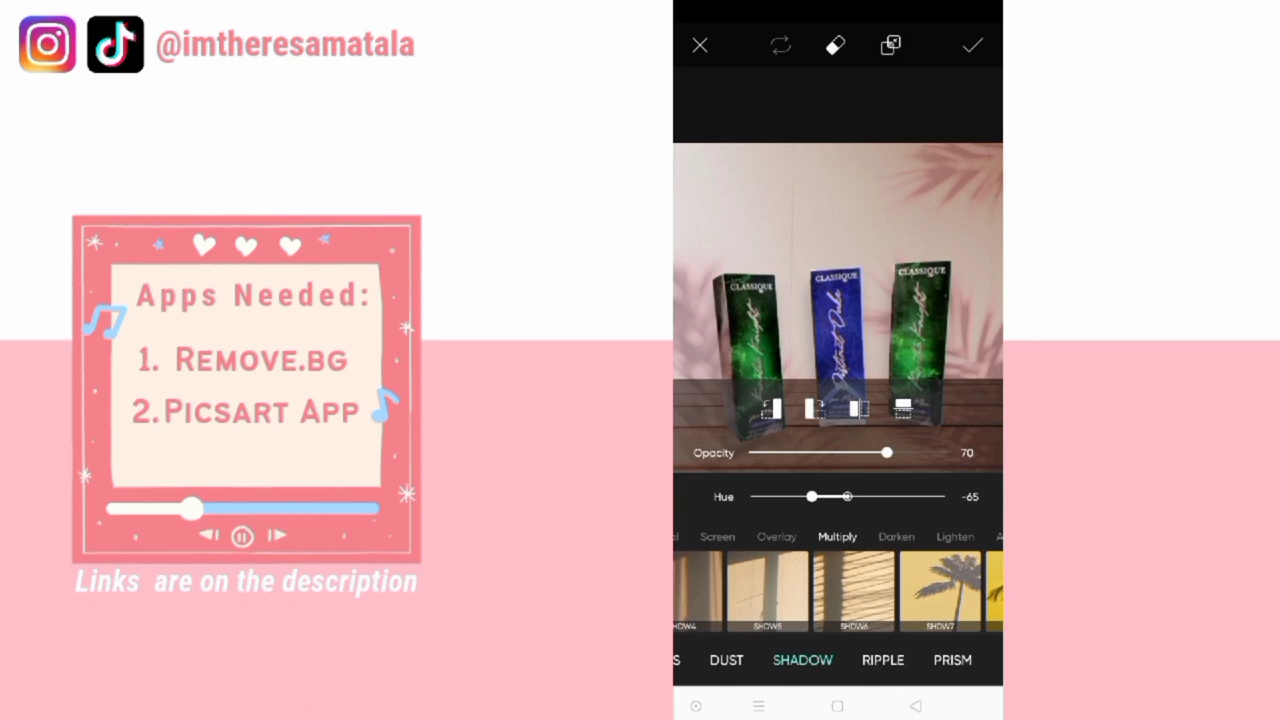 @imtheresamatala
Apps Needed:
1. REMOVE.BG
2. PICSART APP
Links are on the description
CLASSIQUE
CLASSIQUE
CLASSIQUE
Opacity 70
Hue -65
Screen Overlay Multiply Darken Lighten A
SHDW5 SHDW6 SHDW7
S DUST SHADOW RIPPLE PRISM